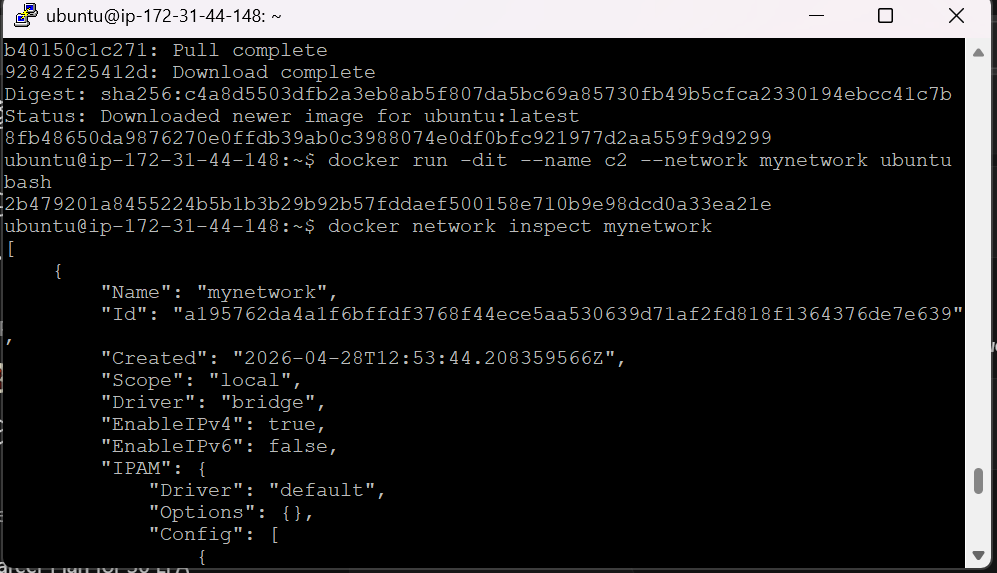 ubuntu@ip-172-31-44-148: ~
b40150c1c271: Pull complete
92842f25412d: Download complete
Digest: sha256:c4a8d5503dfb2a3eb8ab5f807da5bc69a85730fb49b5cfca2330194ebcc41c7b
Status: Downloaded newer image for ubuntu:latest
8fb48650da9876270e0ffdb39ab0c3988074e0df0bfc921977d2aa559f9d9299
ubuntu@ip-172-31-44-148:~$ docker run -dit --name c2 --network mynetwork ubuntu
bash
2b479201a8455224b5b1b3b29b92b57fddaef500158e710b9e98dcd0a33ea21e
ubuntu@ip-172-31-44-148:~$ docker network inspect mynetwork
[
    {
        "Name": "mynetwork",
        "Id": "a195762da4a1f6bffdf3768f44ece5aa530639d71af2fd818f1364376de7e639"
,
        "Created": "2026-04-28T12:53:44.208359566Z",
        "Scope": "local",
        "Driver": "bridge",
        "EnableIPv4": true,
        "EnableIPv6": false,
        "IPAM": {
            "Driver": "default",
            "Options": {},
            "Config": [
                {